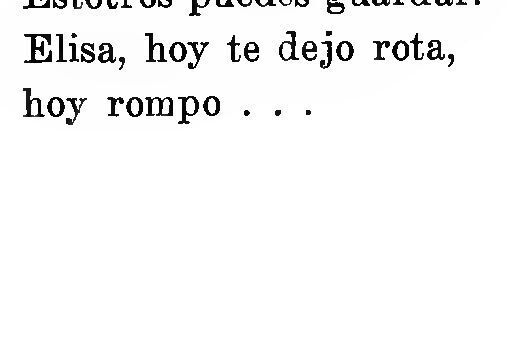 Estotros puedes guardar.
Elisa, hoy te dejo rota,
hoy rompo . . .